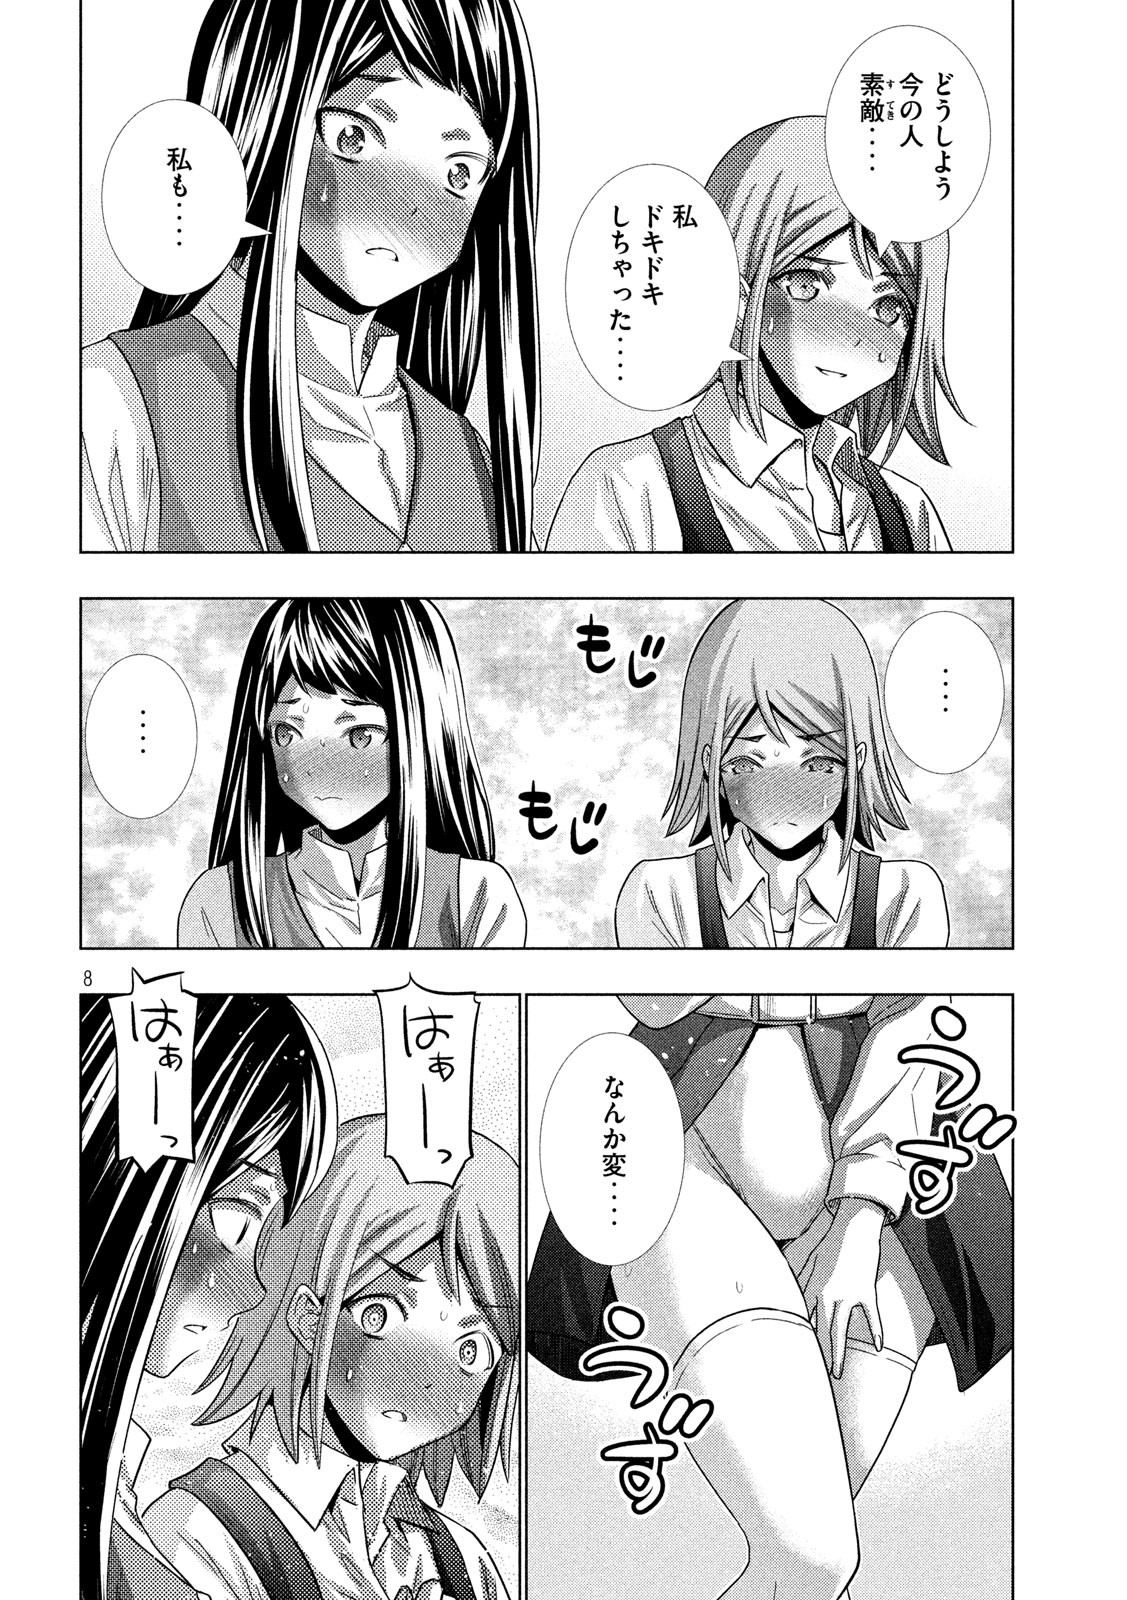 どうしよう
今の人
素敵‥‥
すてき
私
ドキドキ
しちゃった‥‥
私も‥‥
‥‥
もじ
もじ
‥‥
なんか変‥‥
うず
うず
はぁーっ
はぁーっ
8